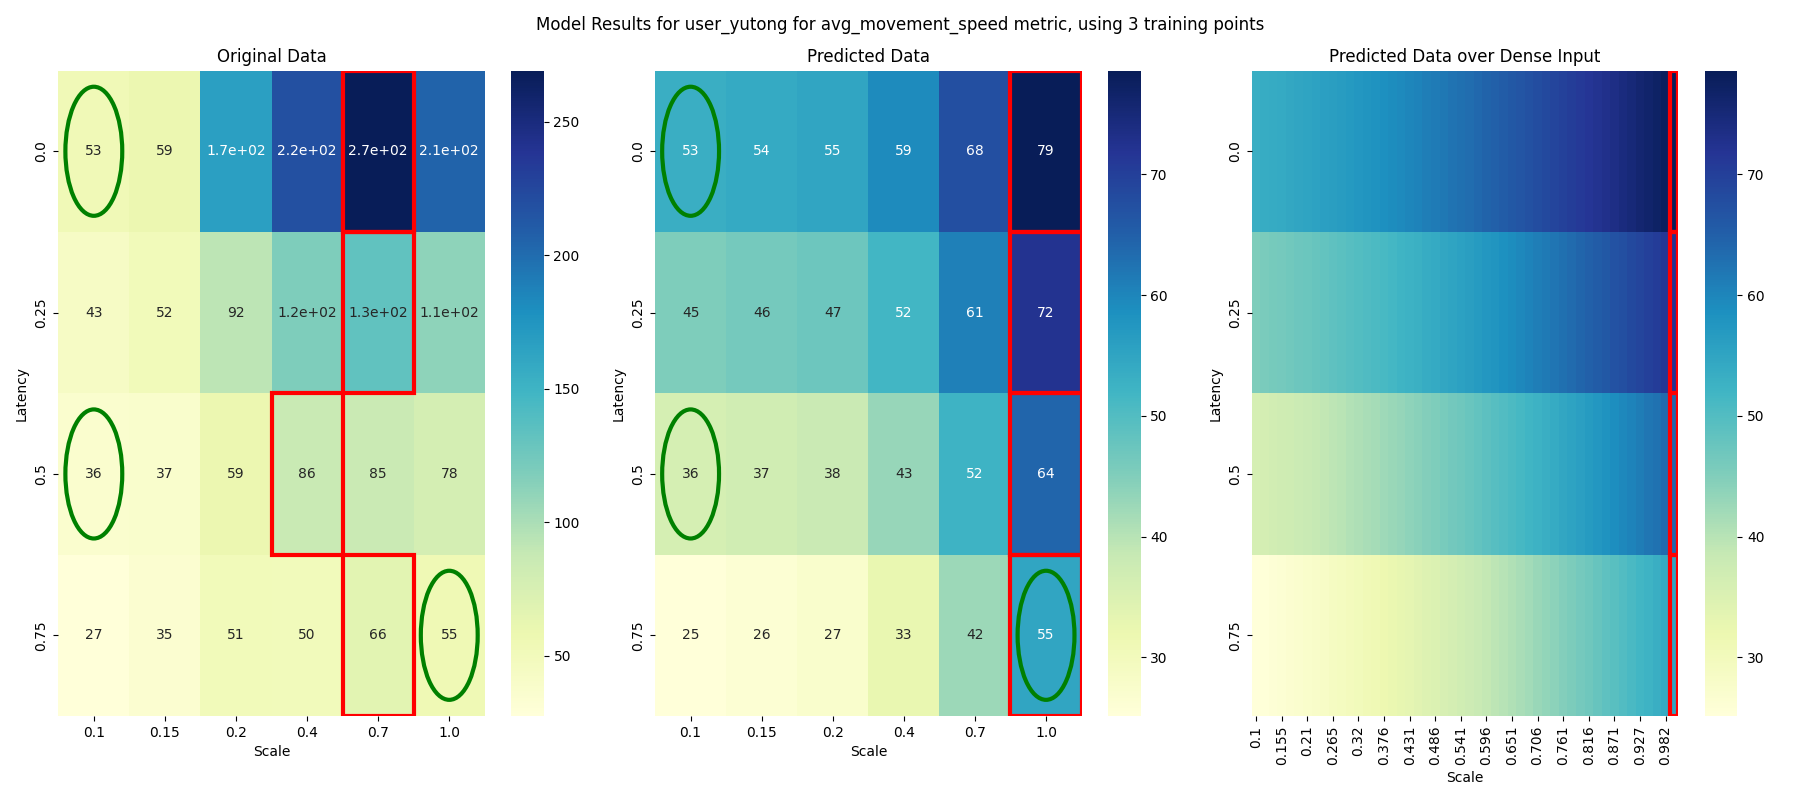 Model Results for user_yutong for avg_movement_speed metric, using 3 training points
Original Data
0.0 53 59 1.7e+02 2.2e+02 2.7e+02 2.1e+02
0.25 43 52 92 1.2e+02 1.3e+02 1.1e+02
0.5 36 37 59 86 85 78
0.75 27 35 51 50 66 55
0.1 0.15 0.2 0.4 0.7 1.0
Scale
Latency
250
200
150
100
50
Predicted Data
0.0 53 54 55 59 68 79
0.25 45 46 47 52 61 72
0.5 36 37 38 43 52 64
0.75 25 26 27 33 42 55
0.1 0.15 0.2 0.4 0.7 1.0
Scale
Latency
70
60
50
40
30
Predicted Data over Dense Input
0.0
0.25
0.5
0.75
0.1 0.155 0.21 0.265 0.32 0.376 0.431 0.486 0.541 0.596 0.651 0.706 0.761 0.816 0.871 0.927 0.982
Scale
Latency
70
60
50
40
30